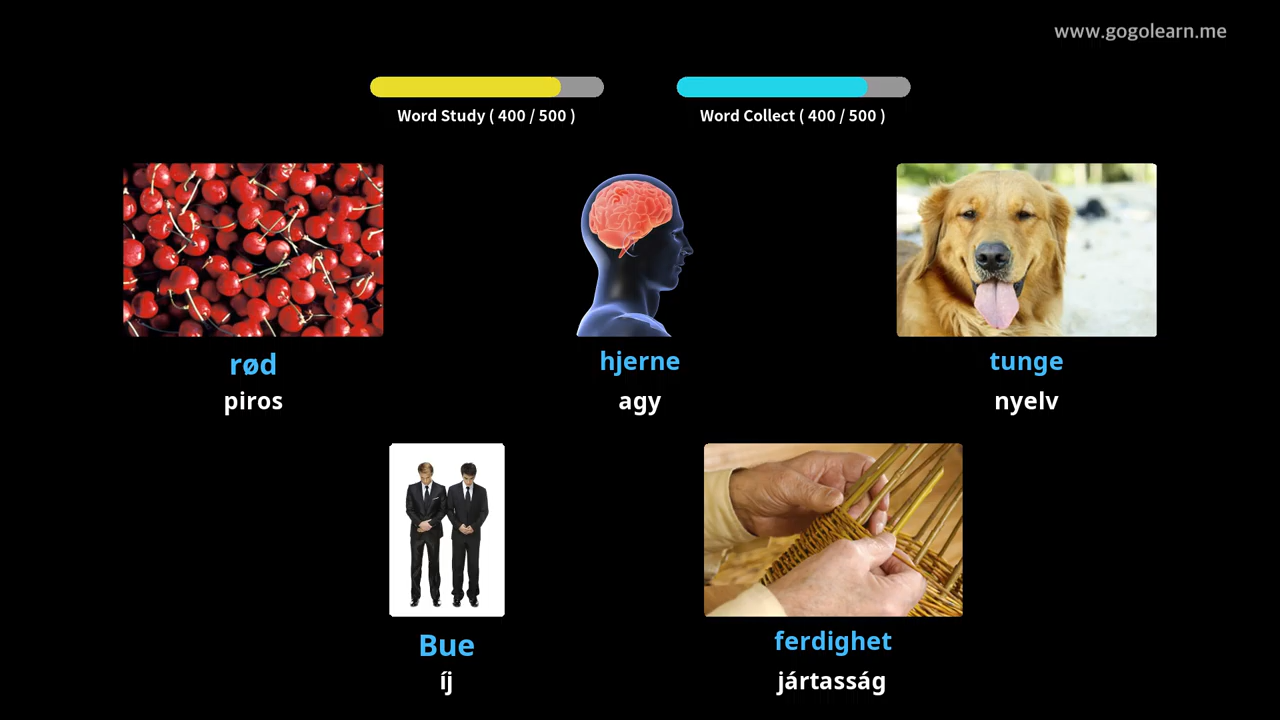 www.gogolearn.me
Word Study ( 400 / 500 )
Word Collect ( 400 / 500 )
rød
piros
hjerne
agy
tunge
nyelv
Bue
íj
ferdighet
jártasság